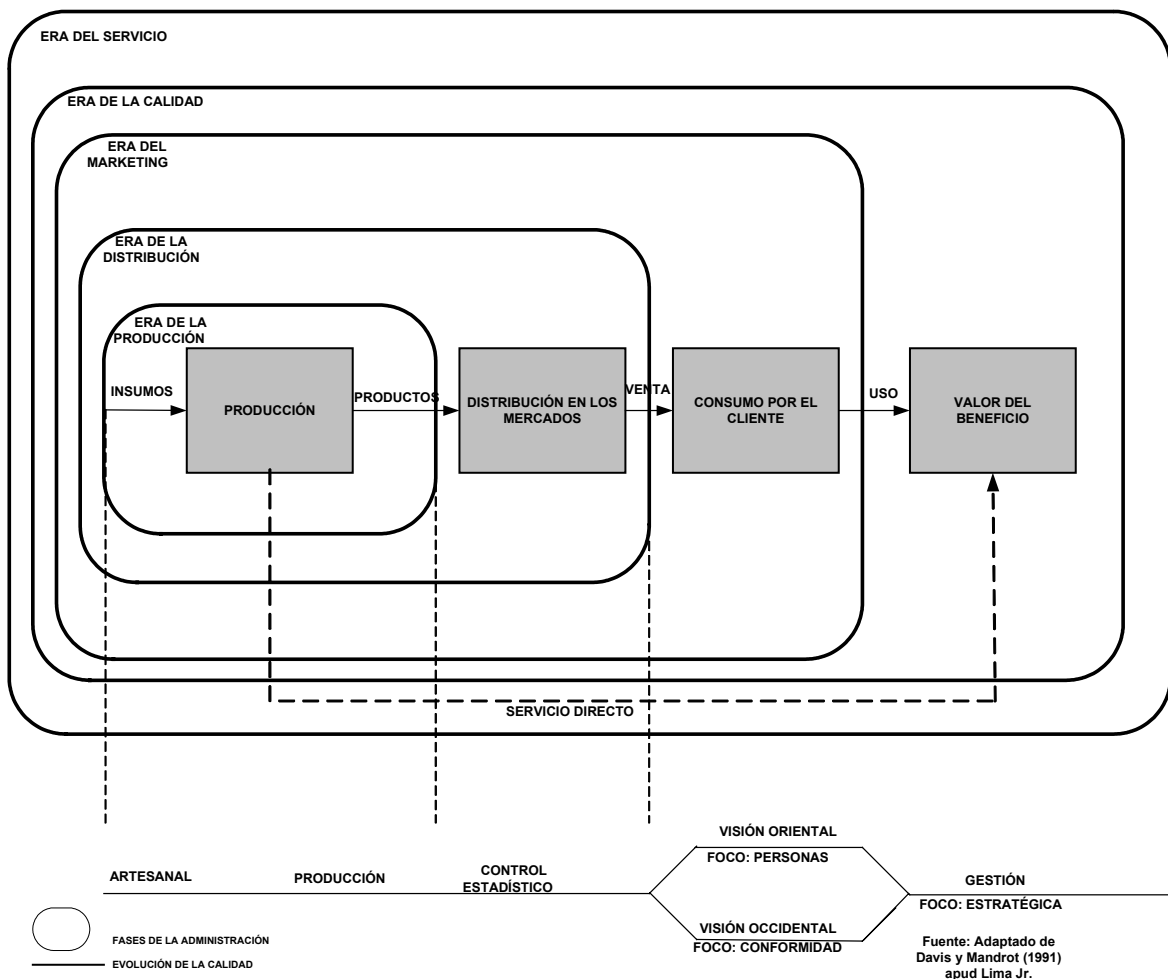 ERA DEL SERVICIO
ERA DE LA CALIDAD
ERA DEL
MARKETING
ERA DE LA
DISTRIBUCIÓN
ERA DE LA
PRODUCCIÓN
INSUMOS
PRODUCCIÓN
PRODUCTOS
DISTRIBUCIÓN EN LOS
MERCADOS
VENTA
CONSUMO POR EL
CLIENTE
USO
VALOR DEL
BENEFICIO
SERVICIO DIRECTO
ARTESANAL
PRODUCCIÓN
CONTROL
ESTADÍSTICO
VISIÓN ORIENTAL
FOCO: PERSONAS
VISIÓN OCCIDENTAL
FOCO: CONFORMIDAD
GESTIÓN
FOCO: ESTRATÉGICA
FASES DE LA ADMINISTRACIÓN
EVOLUCIÓN DE LA CALIDAD
Fuente: Adaptado de
Davis y Mandrot (1991)
apud Lima Jr.